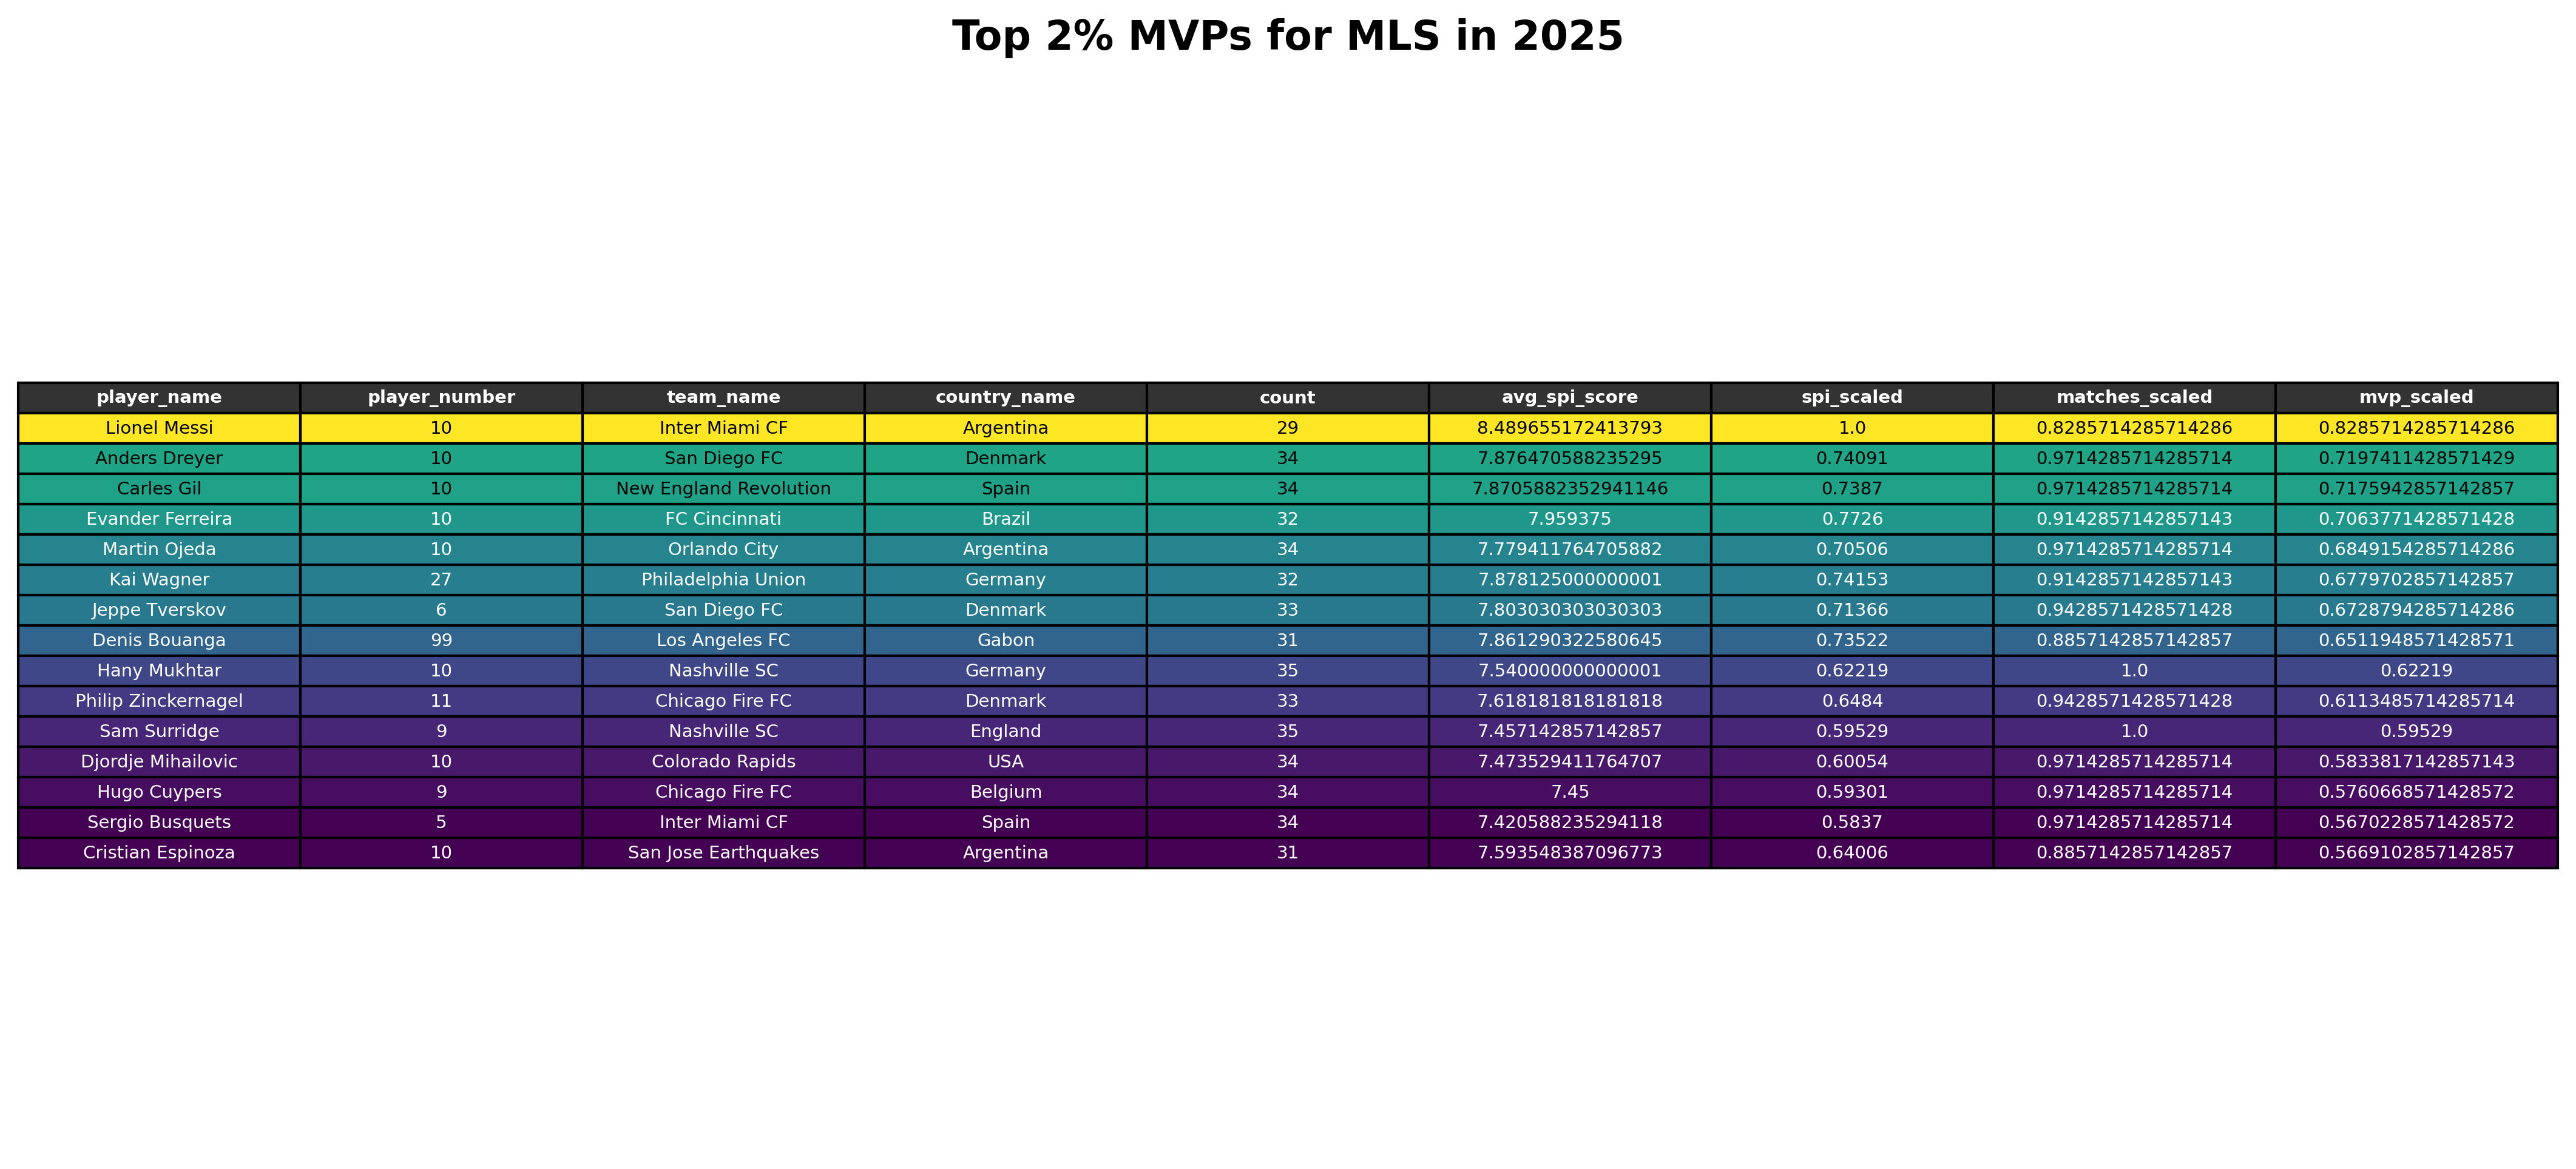 Top 2% MVPs for MLS in 2025
player_name player_number team_name country_name count avg_spi_score spi_scaled matches_scaled mvp_scaled
Lionel Messi 10 Inter Miami CF Argentina 29 8.489655172413793 1.0 0.8285714285714286 0.8285714285714286
Anders Dreyer 10 San Diego FC Denmark 34 7.876470588235295 0.74091 0.9714285714285714 0.7197411428571429
Carles Gil 10 New England Revolution Spain 34 7.8705882352941146 0.7387 0.9714285714285714 0.7175942857142857
Evander Ferreira 10 FC Cincinnati Brazil 32 7.959375 0.7726 0.9142857142857143 0.7063771428571428
Martin Ojeda 10 Orlando City Argentina 34 7.779411764705882 0.70506 0.9714285714285714 0.6849154285714286
Kai Wagner 27 Philadelphia Union Germany 32 7.878125000000001 0.74153 0.9142857142857143 0.6779702857142857
Jeppe Tverskov 6 San Diego FC Denmark 33 7.803030303030303 0.71366 0.9428571428571428 0.6728794285714286
Denis Bouanga 99 Los Angeles FC Gabon 31 7.861290322580645 0.73522 0.8857142857142857 0.6511948571428571
Hany Mukhtar 10 Nashville SC Germany 35 7.540000000000001 0.62219 1.0 0.62219
Philip Zinckernagel 11 Chicago Fire FC Denmark 33 7.618181818181818 0.6484 0.9428571428571428 0.6113485714285714
Sam Surridge 9 Nashville SC England 35 7.457142857142857 0.59529 1.0 0.59529
Djordje Mihailovic 10 Colorado Rapids USA 34 7.473529411764707 0.60054 0.9714285714285714 0.5833817142857143
Hugo Cuypers 9 Chicago Fire FC Belgium 34 7.45 0.59301 0.9714285714285714 0.5760668571428572
Sergio Busquets 5 Inter Miami CF Spain 34 7.420588235294118 0.5837 0.9714285714285714 0.5670228571428572
Cristian Espinoza 10 San Jose Earthquakes Argentina 31 7.593548387096773 0.64006 0.8857142857142857 0.5669102857142857